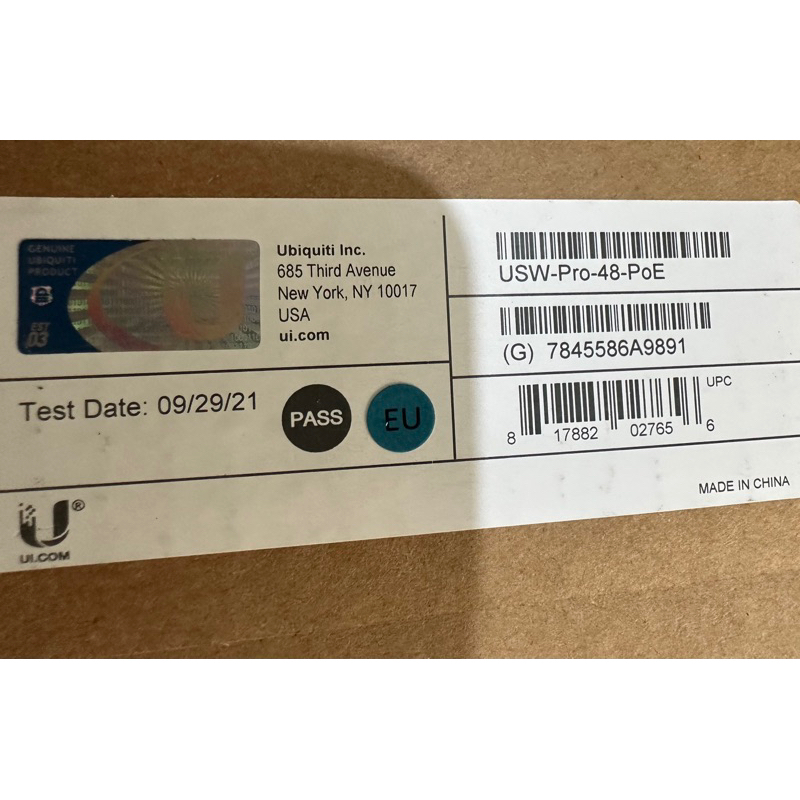 GENUINE
UBIQUITI
PRODUCT
EST
03
Ubiquiti Inc.
685 Third Avenue
New York, NY 10017
USA
ui.com
Test Date: 09/29/21
PASS
EU
USW-Pro-48-PoE
(G) 7845586A9891
UPC
8 17882 02765 6
MADE IN CHINA
U®
UI.COM